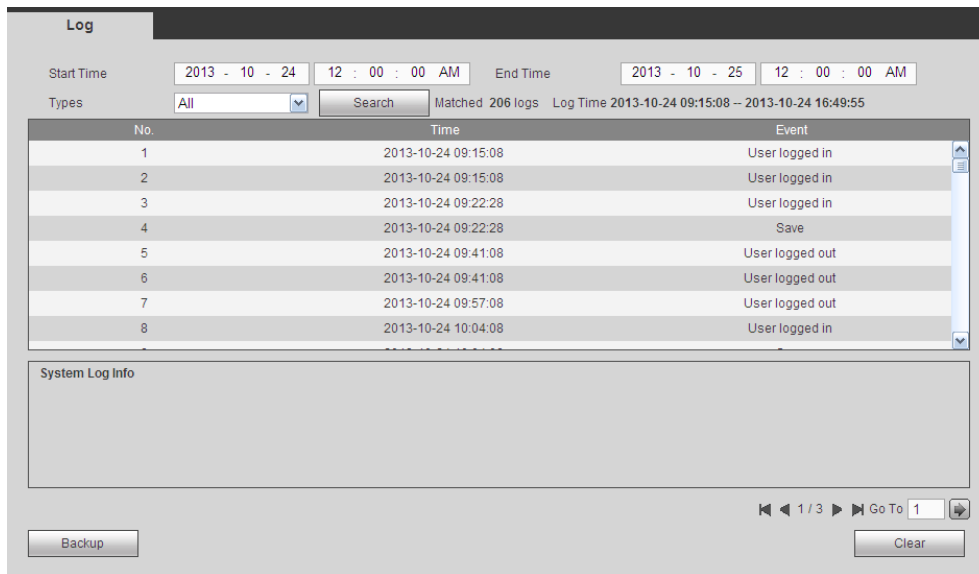 Log
Start Time 2013 - 10 - 24 12 : 00 : 00 AM End Time 2013 - 10 - 25 12 : 00 : 00 AM
Types All Search Matched 206 logs Log Time 2013-10-24 09:15:08 -- 2013-10-24 16:49:55
No. Time Event
1 2013-10-24 09:15:08 User logged in
2 2013-10-24 09:15:08 User logged in
3 2013-10-24 09:22:28 User logged in
4 2013-10-24 09:22:28 Save
5 2013-10-24 09:41:08 User logged out
6 2013-10-24 09:41:08 User logged out
7 2013-10-24 09:57:08 User logged out
8 2013-10-24 10:04:08 User logged in
System Log Info
1 / 3 Go To 1
Backup Clear